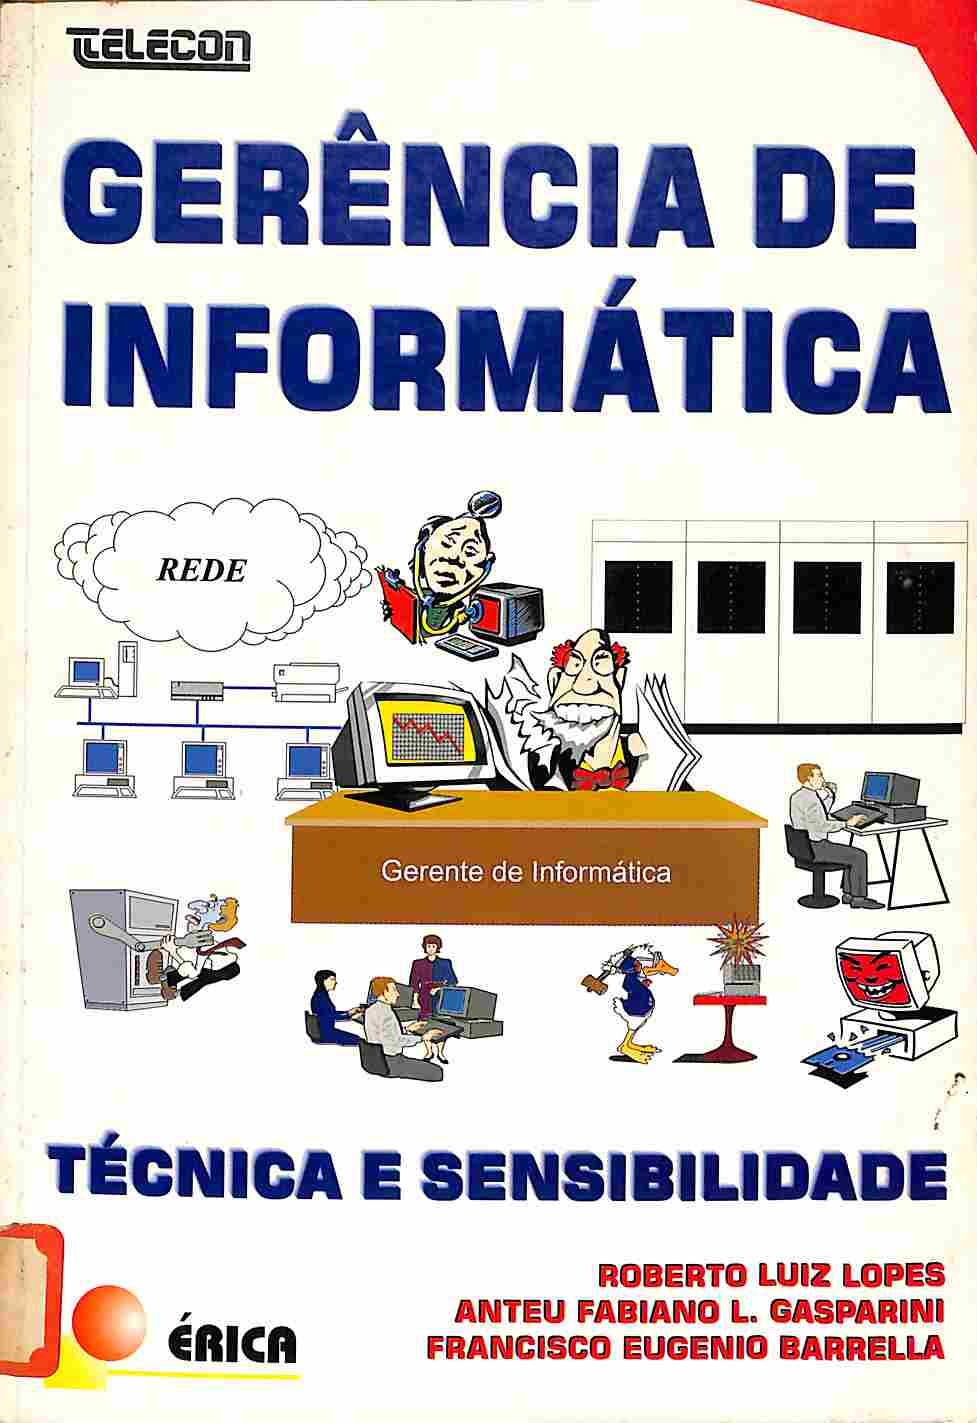 TELECON
GERÊNCIA DE
INFORMÁTICA
REDE
Gerente de Informática
TÉCNICA E SENSIBILIDADE
ROBERTO LUIZ LOPES
ANTEU FABIANO L. GASPARINI
FRANCISCO EUGENIO BARRELLA
ÉRICA